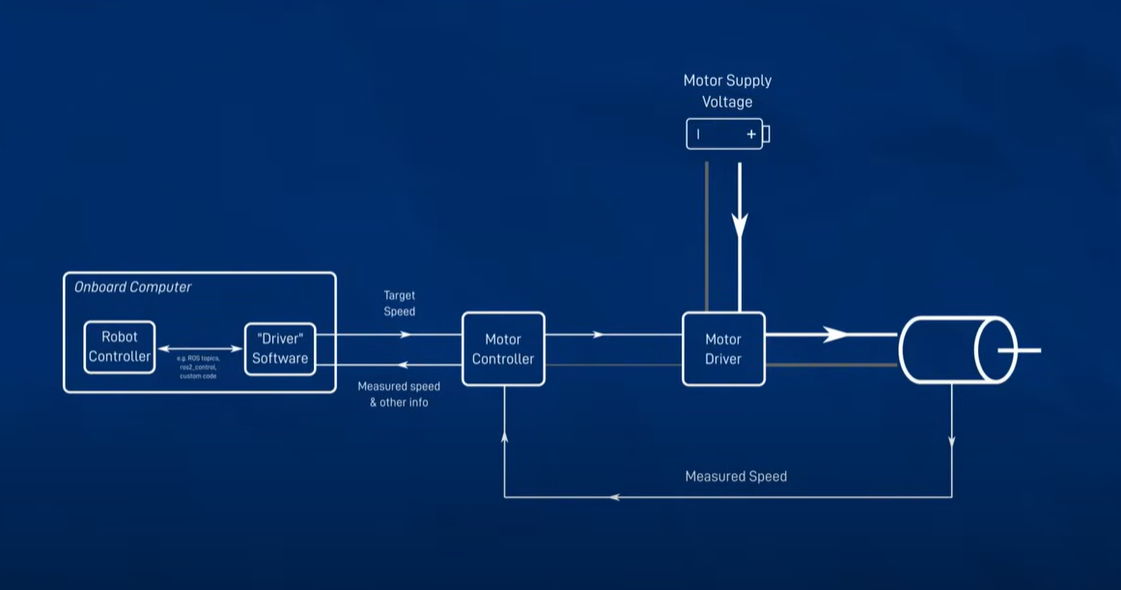 Motor Supply
Voltage
+
Onboard Computer
Robot
Controller
e.g. ROS topics,
ros2_control,
custom code
"Driver"
Software
Target
Speed
Measured speed
& other info
Motor
Controller
Motor
Driver
Measured Speed